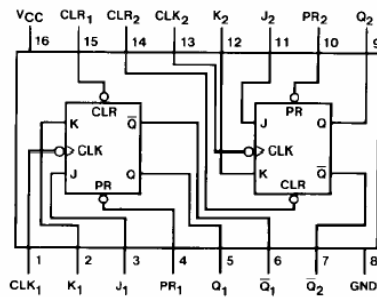 VCC CLR1 CLR2 CLK2 K2 J2 PR2 Q2
16 15 14 13 12 11 10 9
CLR PR
K Q̅ J Q
CLK CLK
J Q K Q̅
PR CLR
1 2 3 4 5 6 7 8
CLK1 K1 J1 PR1 Q1 Q̅1 Q̅2 GND